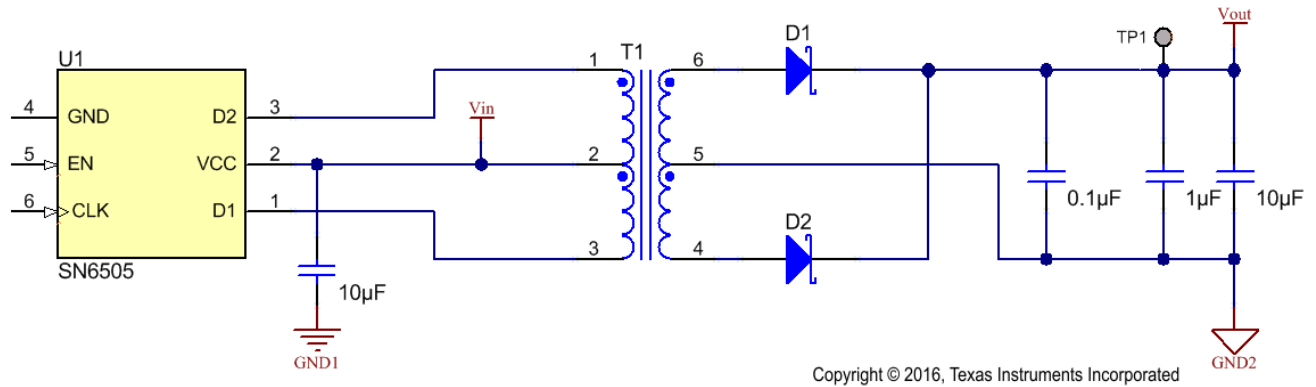 U1
4 GND D2 3
5 EN VCC 2
6 CLK D1 1
SN6505
10µF
GND1
Vin
T1
1 6
2 5
3 4
D1
D2
TP1
Vout
0.1µF 1µF 10µF
GND2
Copyright © 2016, Texas Instruments Incorporated